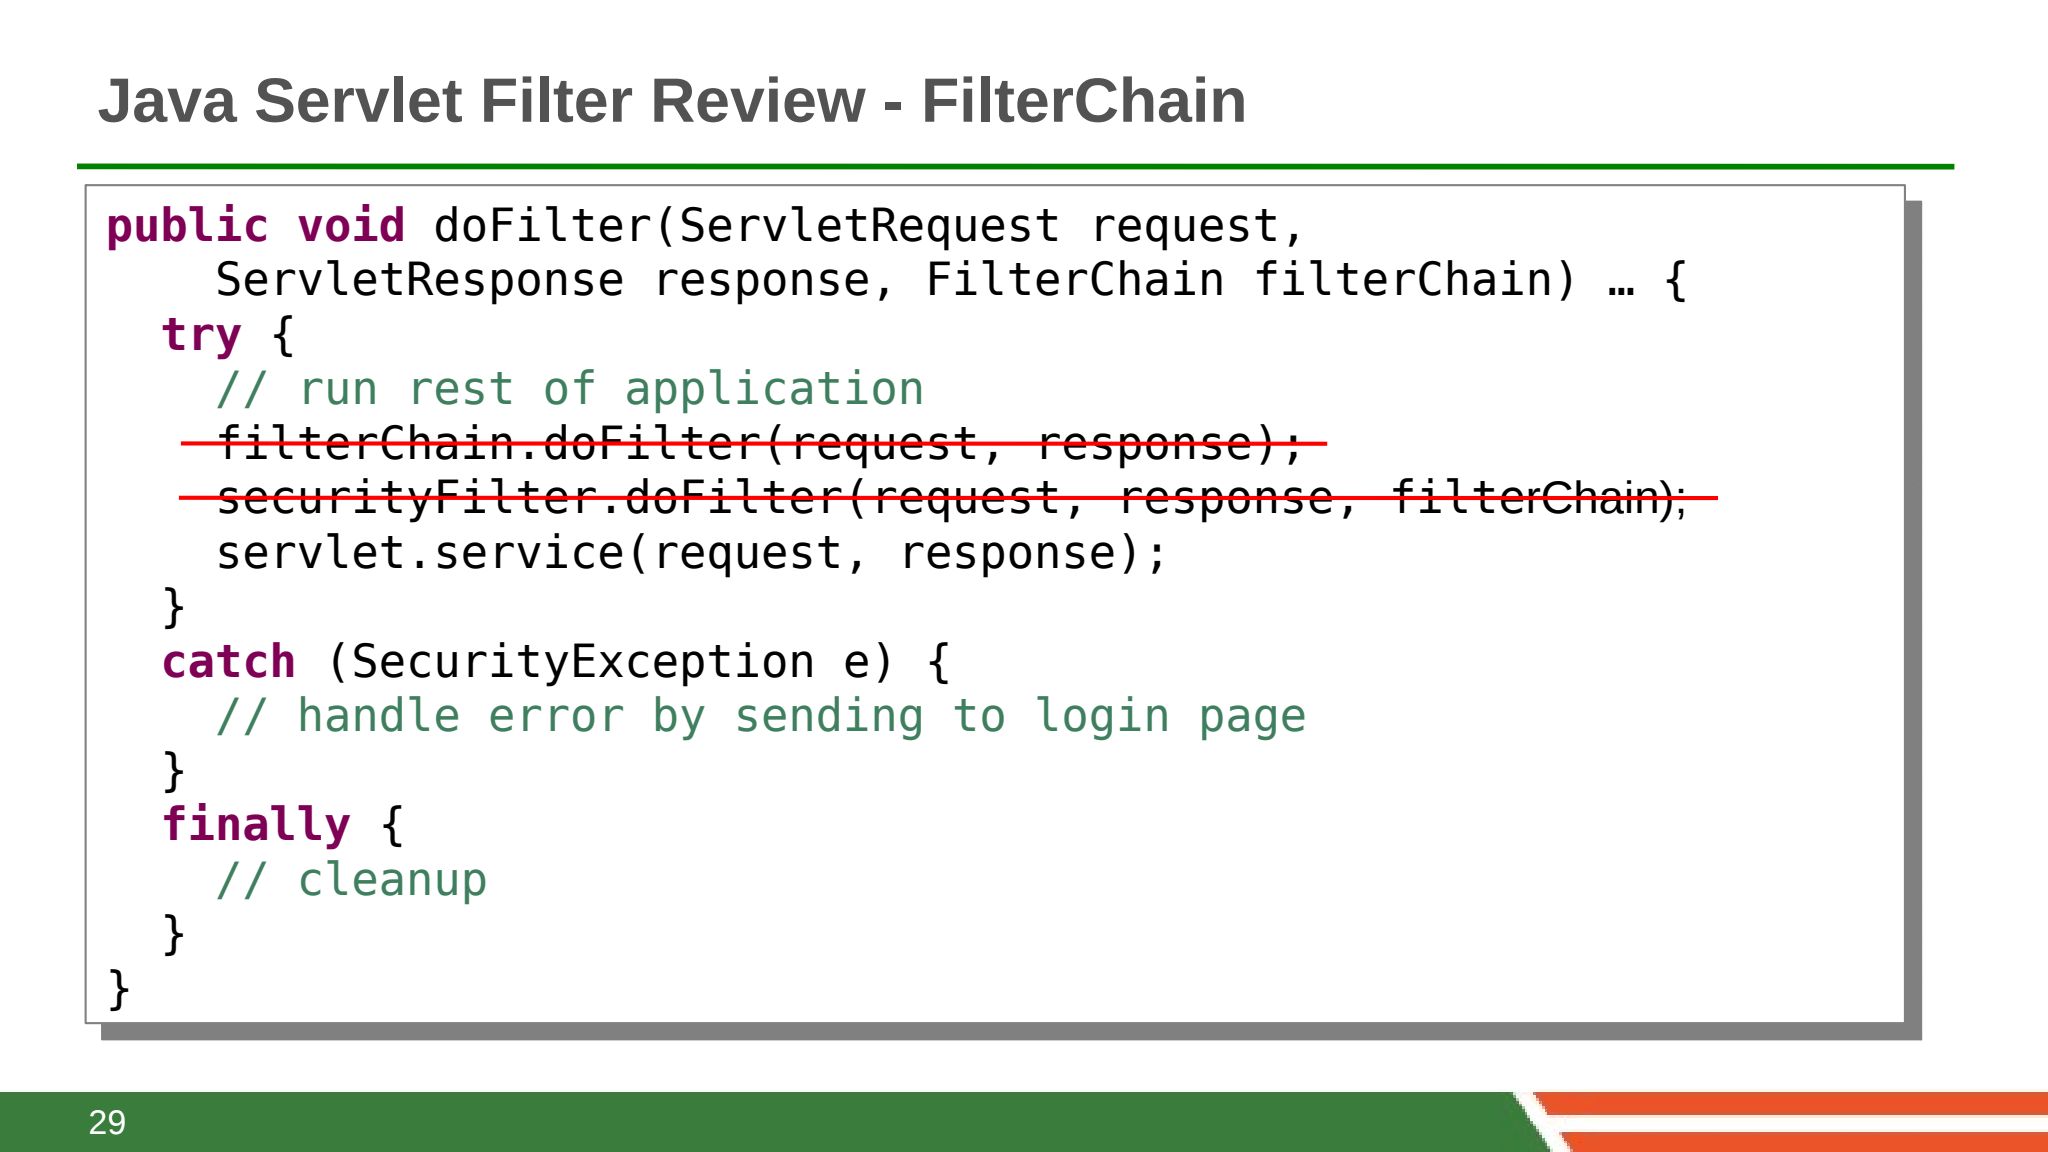 Java Servlet Filter Review - FilterChain
public void doFilter(ServletRequest request,
    ServletResponse response, FilterChain filterChain) … {
  try {
    // run rest of application
    filterChain.doFilter(request, response);
    securityFilter.doFilter(request, response, filterChain);
    servlet.service(request, response);
  }
  catch (SecurityException e) {
    // handle error by sending to login page
  }
  finally {
    // cleanup
  }
}
29